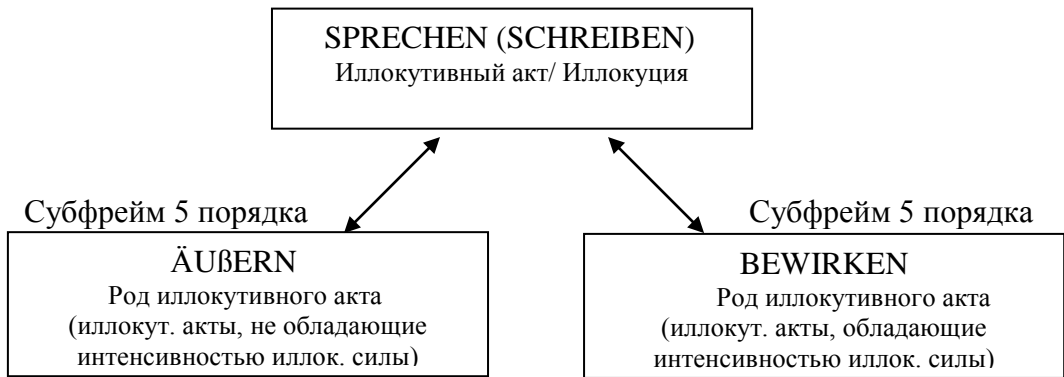 SPRECHEN (SCHREIBEN)
Иллокутивный акт/ Иллокуция
Субфрейм 5 порядка
ÄUßERN
Род иллокутивного акта
(иллокут. акты, не обладающие
интенсивностью иллок. силы)
Субфрейм 5 порядка
BEWIRKEN
Род иллокутивного акта
(иллокут. акты, обладающие
интенсивностью иллок. силы)